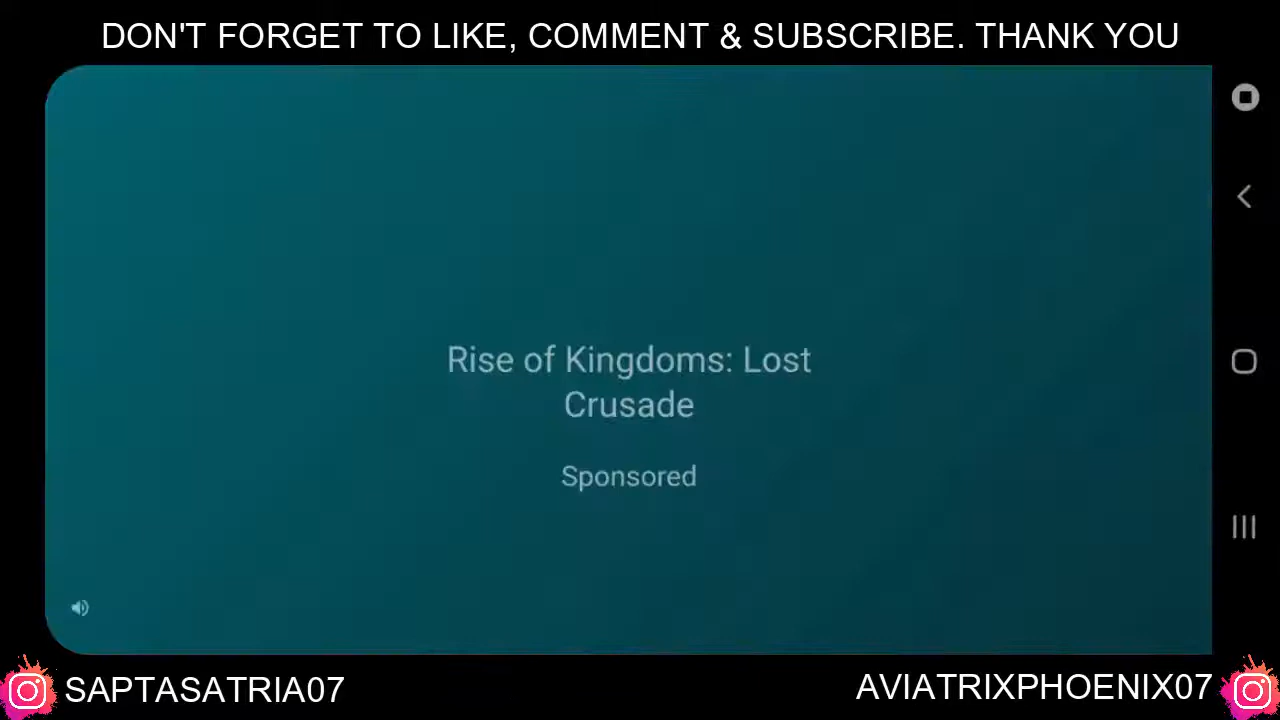 DON'T FORGET TO LIKE, COMMENT & SUBSCRIBE. THANK YOU
Rise of Kingdoms: Lost
Crusade
Sponsored
SAPTASATRIA07
AVIATRIXPHOENIX07